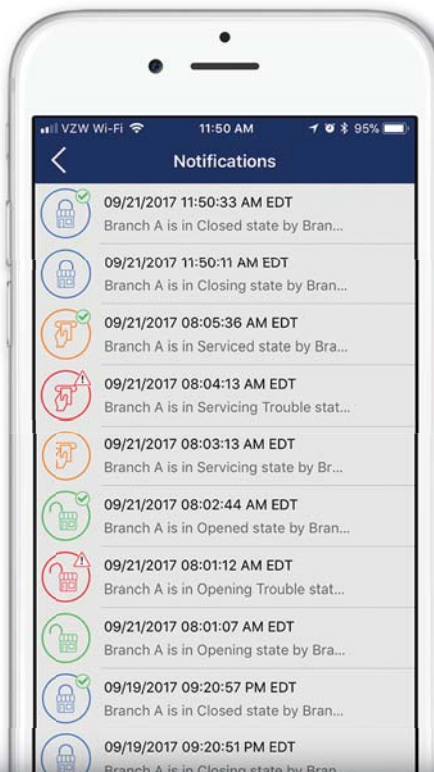 VZW Wi-Fi 11:50 AM 95%
Notifications
09/21/2017 11:50:33 AM EDT
Branch A is in Closed state by Bran...
09/21/2017 11:50:11 AM EDT
Branch A is in Closing state by Bran...
09/21/2017 08:05:36 AM EDT
Branch A is in Serviced state by Bra...
09/21/2017 08:04:13 AM EDT
Branch A is in Servicing Trouble stat...
09/21/2017 08:03:13 AM EDT
Branch A is in Servicing state by Br...
09/21/2017 08:02:44 AM EDT
Branch A is in Opened state by Bran...
09/21/2017 08:01:12 AM EDT
Branch A is in Opening Trouble stat...
09/21/2017 08:01:07 AM EDT
Branch A is in Opening state by Bra...
09/19/2017 09:20:57 PM EDT
Branch A is in Closed state by Bran...
09/19/2017 09:20:51 PM EDT
Branch A is in Closing state by Bran...